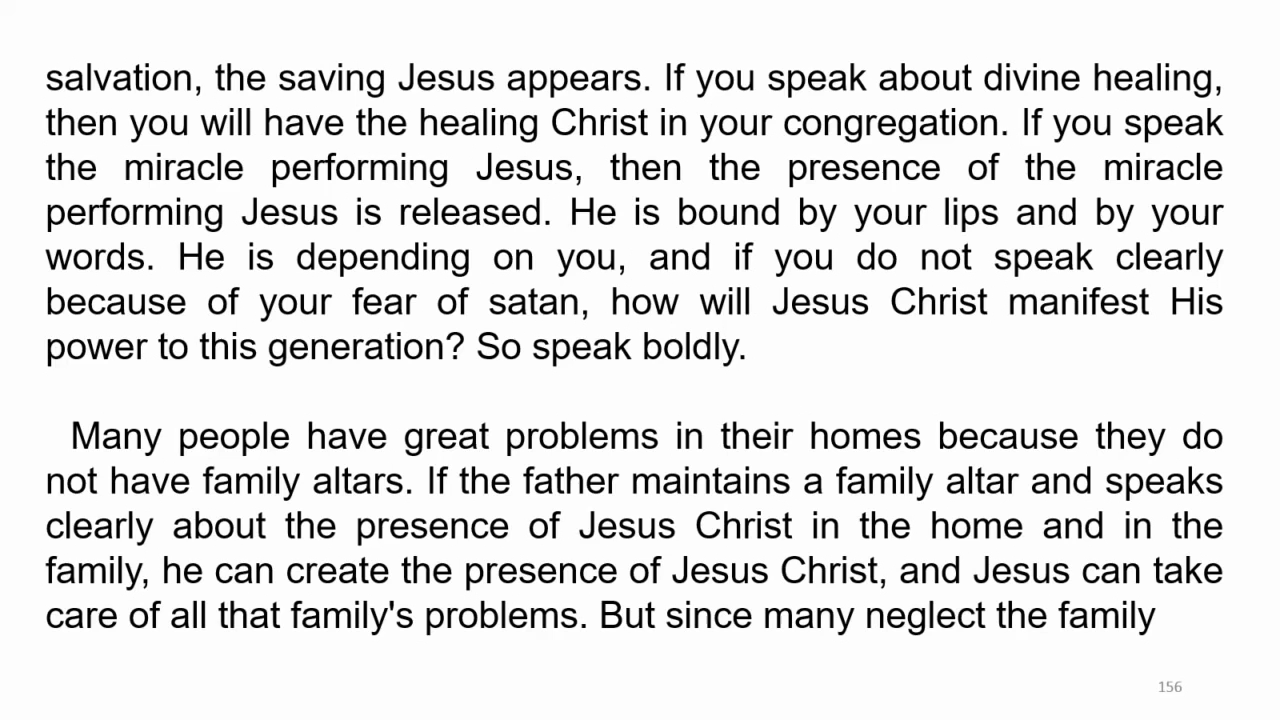 salvation, the saving Jesus appears. If you speak about divine healing,
then you will have the healing Christ in your congregation. If you speak
the miracle performing Jesus, then the presence of the miracle
performing Jesus is released. He is bound by your lips and by your
words. He is depending on you, and if you do not speak clearly
because of your fear of satan, how will Jesus Christ manifest His
power to this generation? So speak boldly.
Many people have great problems in their homes because they do
not have family altars. If the father maintains a family altar and speaks
clearly about the presence of Jesus Christ in the home and in the
family, he can create the presence of Jesus Christ, and Jesus can take
care of all that family's problems. But since many neglect the family
156